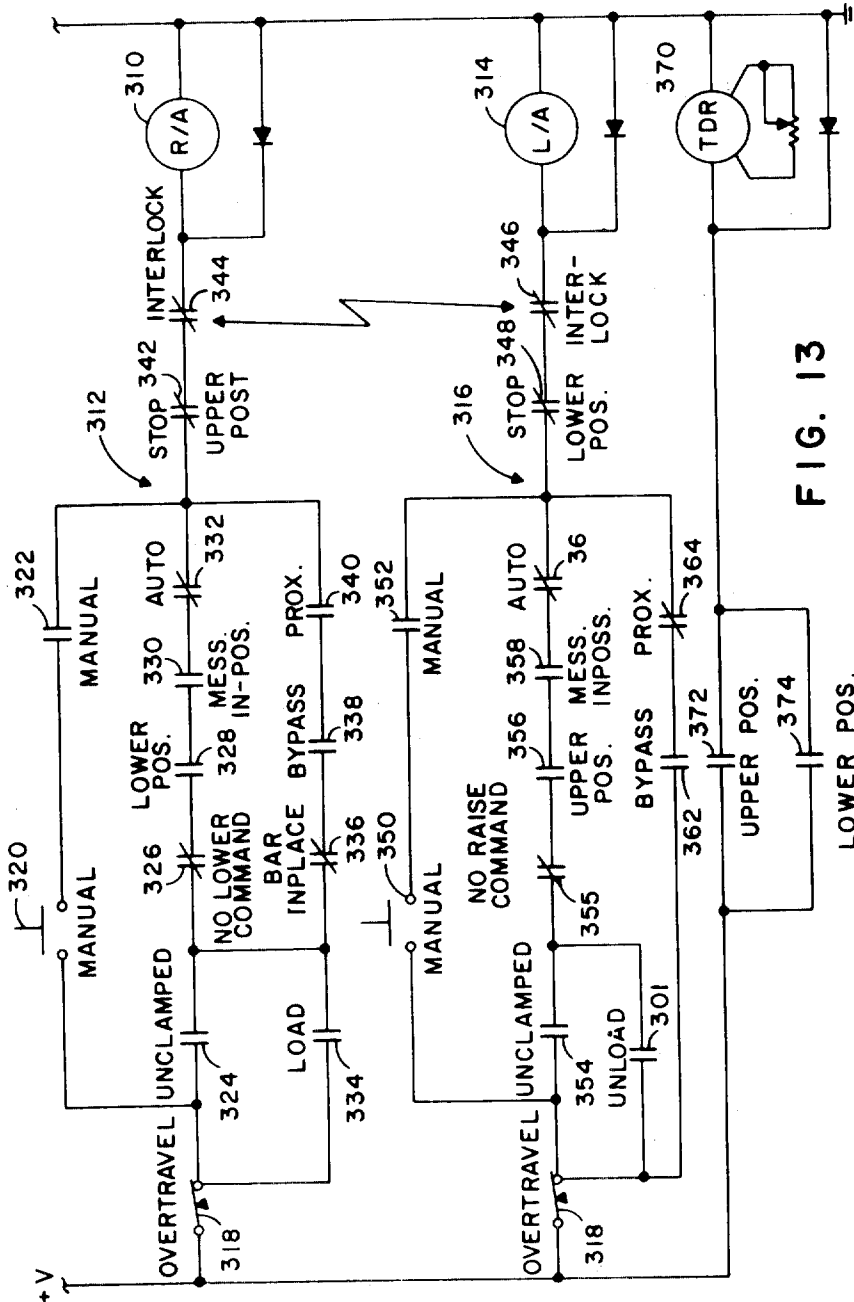 +V
OVERTRAVEL
318
320
MANUAL
322
MANUAL
UNCLAMPED
324
326
NO LOWER
COMMAND
LOWER
POS.
328
330
MESS.
IN-POS.
AUTO
332
LOAD
334
BAR
INPLACE
336
BYPASS
338
PROX.
340
312
STOP
342
UPPER
POST
INTERLOCK
344
R/A
310
OVERTRAVEL
318
350
MANUAL
352
MANUAL
UNCLAMPED
354
UNLOAD
301
NO RAISE
COMMAND
355
356
UPPER
POS.
358
MESS.
INPOSS.
AUTO
36
BYPASS
362
PROX.
364
316
STOP
348
LOWER
POS.
346
INTER-
LOCK
L/A
314
372
UPPER POS.
374
LOWER POS.
TDR
370
FIG. 13